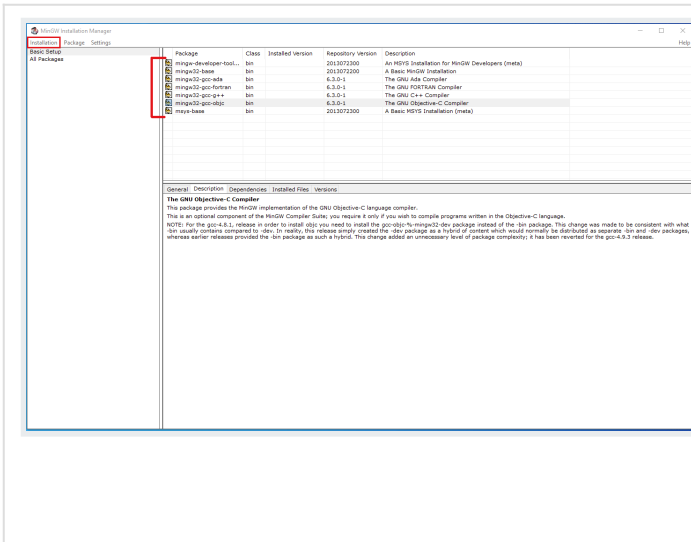 MinGW Installation Manager
Installation Package Settings Help
Basic Setup
All Packages
Package Class Installed Version Repository Version Description
mingw-developer-tool... bin 2013072300 An MSYS Installation for MinGW Developers (meta)
mingw32-base bin 2013072200 A Basic MinGW Installation
mingw32-gcc-ada bin 6.3.0-1 The GNU Ada Compiler
mingw32-gcc-fortran bin 6.3.0-1 The GNU FORTRAN Compiler
mingw32-gcc-g++ bin 6.3.0-1 The GNU C++ Compiler
mingw32-gcc-objc bin 6.3.0-1 The GNU Objective-C Compiler
msys-base bin 2013072300 A Basic MSYS Installation (meta)
General Description Dependencies Installed Files Versions
The GNU Objective-C Compiler
This package provides the MinGW implementation of the GNU Objective-C language compiler.
This is an optional component of the MinGW Compiler Suite; you require it only if you wish to compile programs written in the Objective-C language.
NOTE: For the gcc-4.8.1, release in order to install objc you need to install the gcc-objc-%-mingw32-dev package instead of the -bin package. This change was made to be consistent with what
-bin usually contains compared to -dev. In reality, this release simply created the -dev package as a hybrid of content which would normally be distributed as separate -bin and -dev packages,
whereas earlier releases provided the -bin package as such a hybrid. This change added an unnecessary level of package complexity; it has been reverted for the gcc-4.9.3 release.